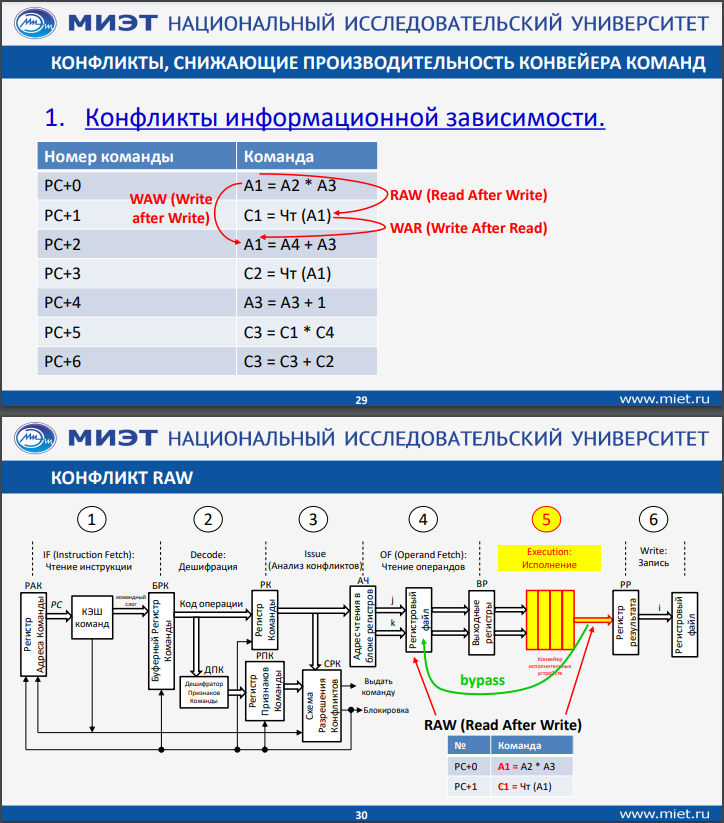 МИЭТ НАЦИОНАЛЬНЫЙ ИССЛЕДОВАТЕЛЬСКИЙ УНИВЕРСИТЕТ
КОНФЛИКТЫ, СНИЖАЮЩИЕ ПРОИЗВОДИТЕЛЬНОСТЬ КОНВЕЙЕРА КОМАНД
1. Конфликты информационной зависимости.
Номер команды Команда
PC+0 A1 = A2 * A3
PC+1 C1 = Чт (A1)
PC+2 A1 = A4 + A3
PC+3 C2 = Чт (A1)
PC+4 A3 = A3 + 1
PC+5 C3 = C1 * C4
PC+6 C3 = C3 + C2
WAW (Write
after Write)
RAW (Read After Write)
WAR (Write After Read)
29 www.miet.ru
МИЭТ НАЦИОНАЛЬНЫЙ ИССЛЕДОВАТЕЛЬСКИЙ УНИВЕРСИТЕТ
КОНФЛИКТ RAW
1 2 3 4 5 6
IF (Instruction Fetch):
Чтение инструкции
Decode:
Дешифрация
Issue
(Анализ конфликтов)
OF (Operand Fetch):
Чтение операндов
Execution:
Исполнение
Write:
Запись
РАК
Регистр
Адреса Команды
PC
КЭШ
команд
командный
слог
БРК
Буферный Регистр
Команды
Код операции
ДПК
Дешифратор
Признаков
Команды
РК
Регистр
Команды
РПК
Регистр
Признаков
Команды
СРК
Схема
Разрешения
Конфликтов
Выдать
команду
Блокировка
АЧ
Адрес чтения в
блоке регистров
j
k
Регистровый
файл
ВР
Выходные
регистры
Конвейер
исполнительных
устройств
РР
Регистр
результата
i
Регистровый
файл
bypass
RAW (Read After Write)
№ Команда
PC+0 A1 = A2 * A3
PC+1 C1 = Чт (A1)
30 www.miet.ru